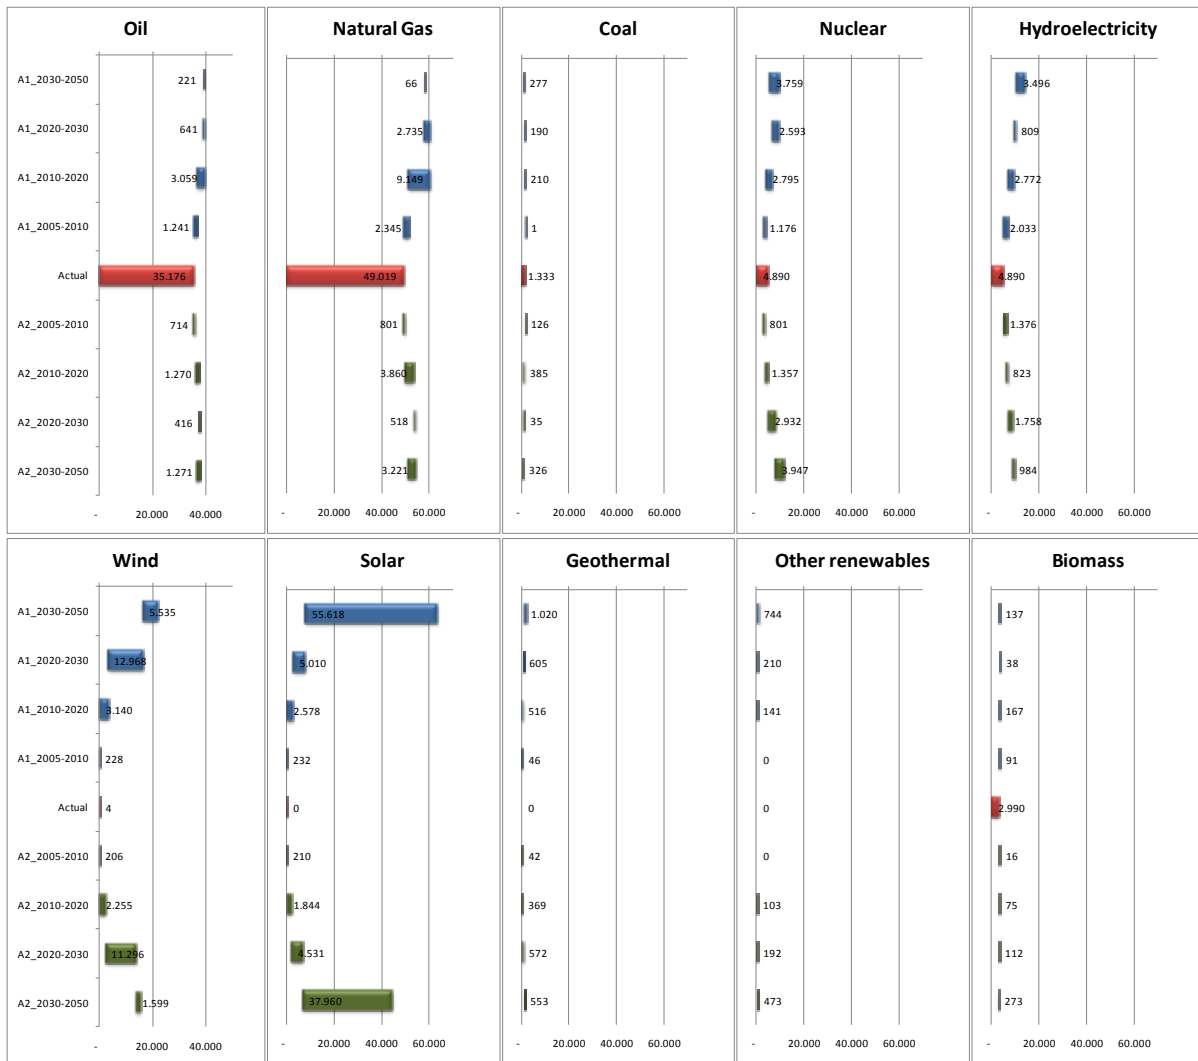 Oil Natural Gas Coal Nuclear Hydroelectricity
A1_2030-2050 221 66 277 3.759 3.496
A1_2020-2030 641 2.735 190 2.593 809
A1_2010-2020 3.059 9.149 210 2.795 2.772
A1_2005-2010 1.241 2.345 1 1.176 2.033
Actual 35.176 49.019 1.333 4.890 4.890
A2_2005-2010 714 801 126 801 1.376
A2_2010-2020 1.270 3.860 385 1.357 823
A2_2020-2030 416 518 35 2.932 1.758
A2_2030-2050 1.271 3.221 326 3.947 984
- 20.000 40.000 - 20.000 40.000 60.000 - 20.000 40.000 60.000 - 20.000 40.000 60.000 - 20.000 40.000 60.000
Wind Solar Geothermal Other renewables Biomass
A1_2030-2050 5.535 55.618 1.020 744 137
A1_2020-2030 12.968 5.010 605 210 38
A1_2010-2020 3.140 2.578 516 141 167
A1_2005-2010 228 232 46 0 91
Actual 4 0 0 0 2.990
A2_2005-2010 206 210 42 0 16
A2_2010-2020 2.255 1.844 369 103 75
A2_2020-2030 11.296 4.531 572 192 112
A2_2030-2050 1.599 37.960 553 473 273
- 20.000 40.000 - 20.000 40.000 60.000 - 20.000 40.000 60.000 - 20.000 40.000 60.000 - 20.000 40.000 60.000